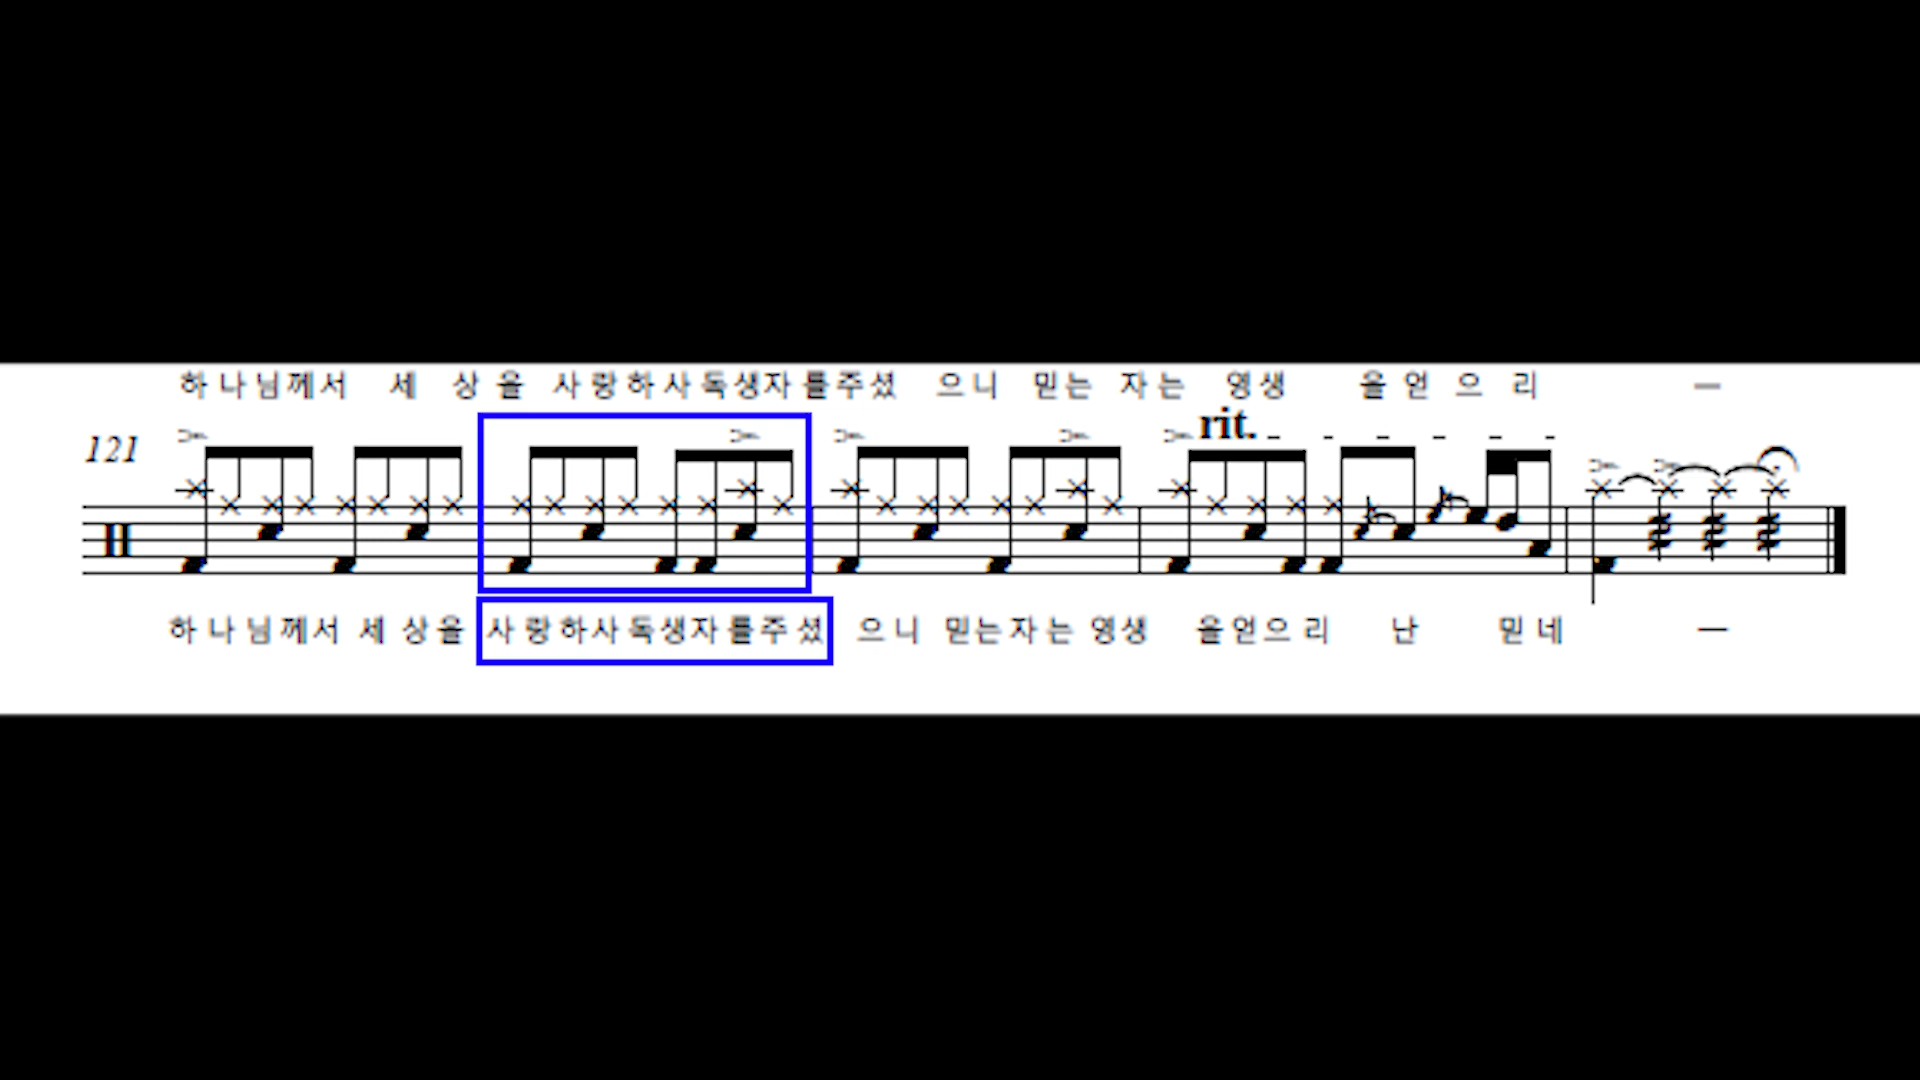 하나님께서 세 상 을 사랑하사독생자 를주셨 으니 믿는 자는 영생 을 얻 으 리 —
rit.
121
하나님께서 세 상을 사랑하사 독생자 를주셨 으니 믿는자는 영생 을얻으리 난 믿네 —